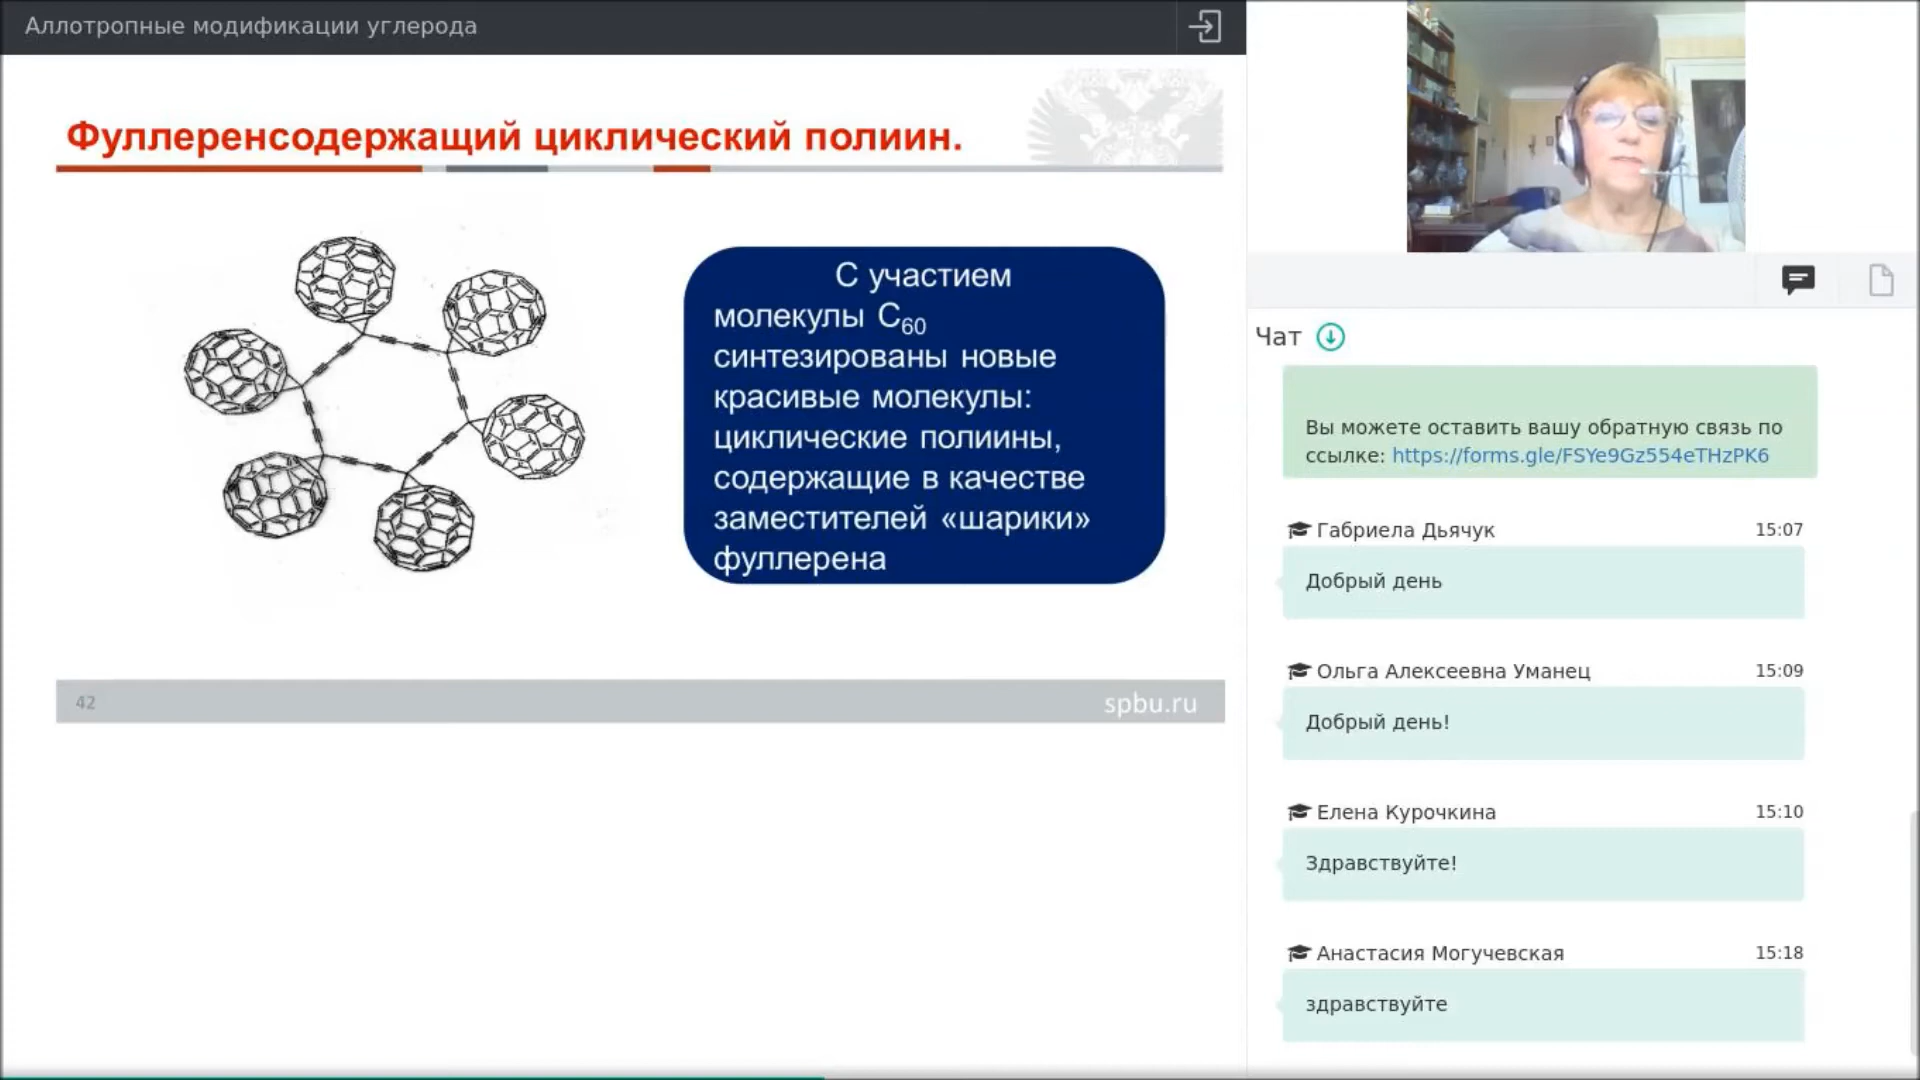 Аллотропные модификации углерода
Фуллеренсодержащий циклический полиин.
С участием
молекулы С60
синтезированы новые
красивые молекулы:
циклические полиины,
содержащие в качестве
заместителей «шарики»
фуллерена
42
spbu.ru
Чат
Вы можете оставить вашу обратную связь по
ссылке: https://forms.gle/FSYe9Gz554eTHzPK6
Габриела Дьячук 15:07
Добрый день
Ольга Алексеевна Уманец 15:09
Добрый день!
Елена Курочкина 15:10
Здравствуйте!
Анастасия Могучевская 15:18
здравствуйте